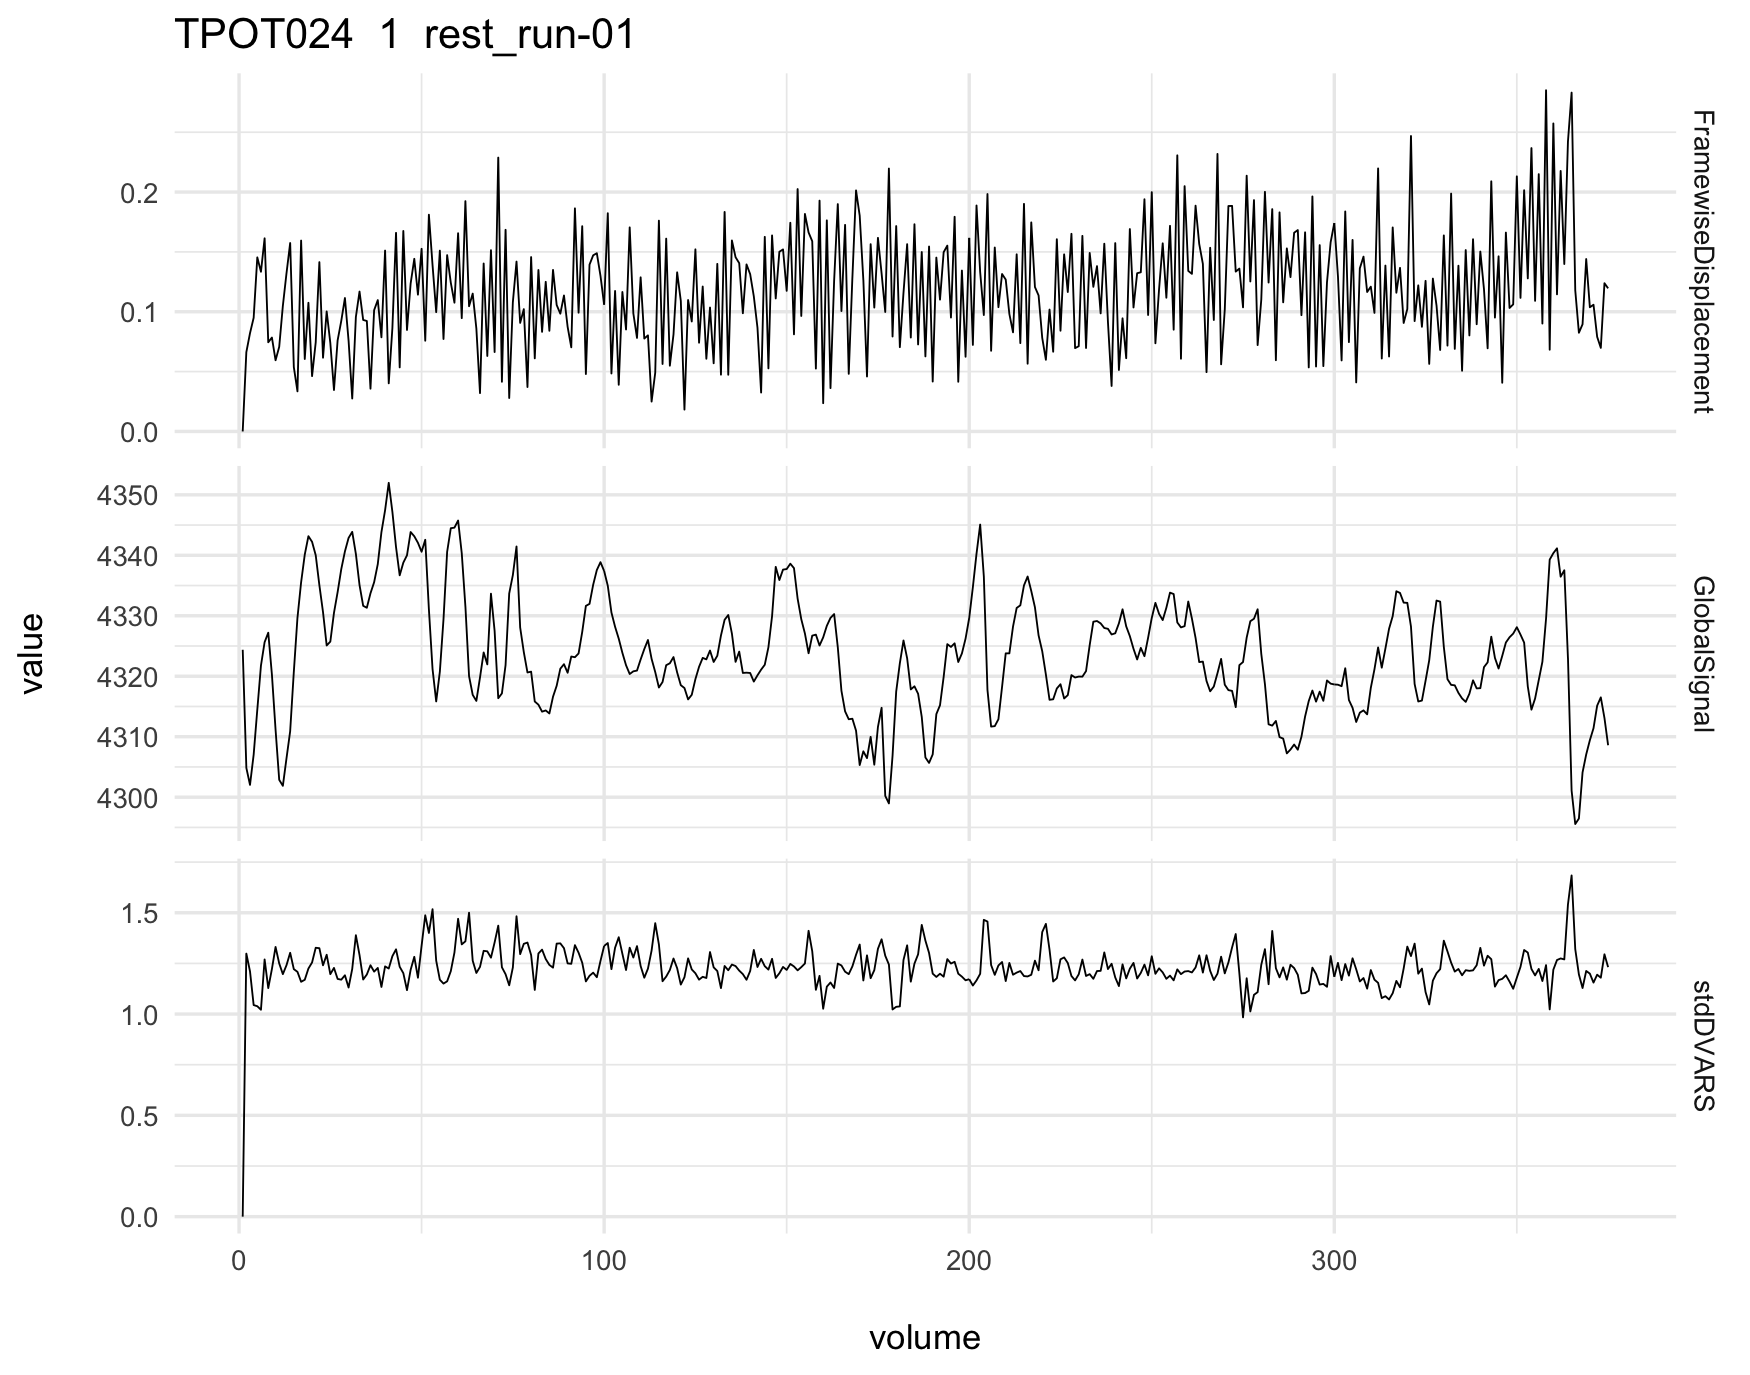 TPOT024 1 rest_run-01
0.2
0.1
0.0
FramewiseDisplacement
4350
4340
4330
4320
4310
4300
GlobalSignal
value
1.5
1.0
0.5
0.0
stdDVARS
0 100 200 300
volume